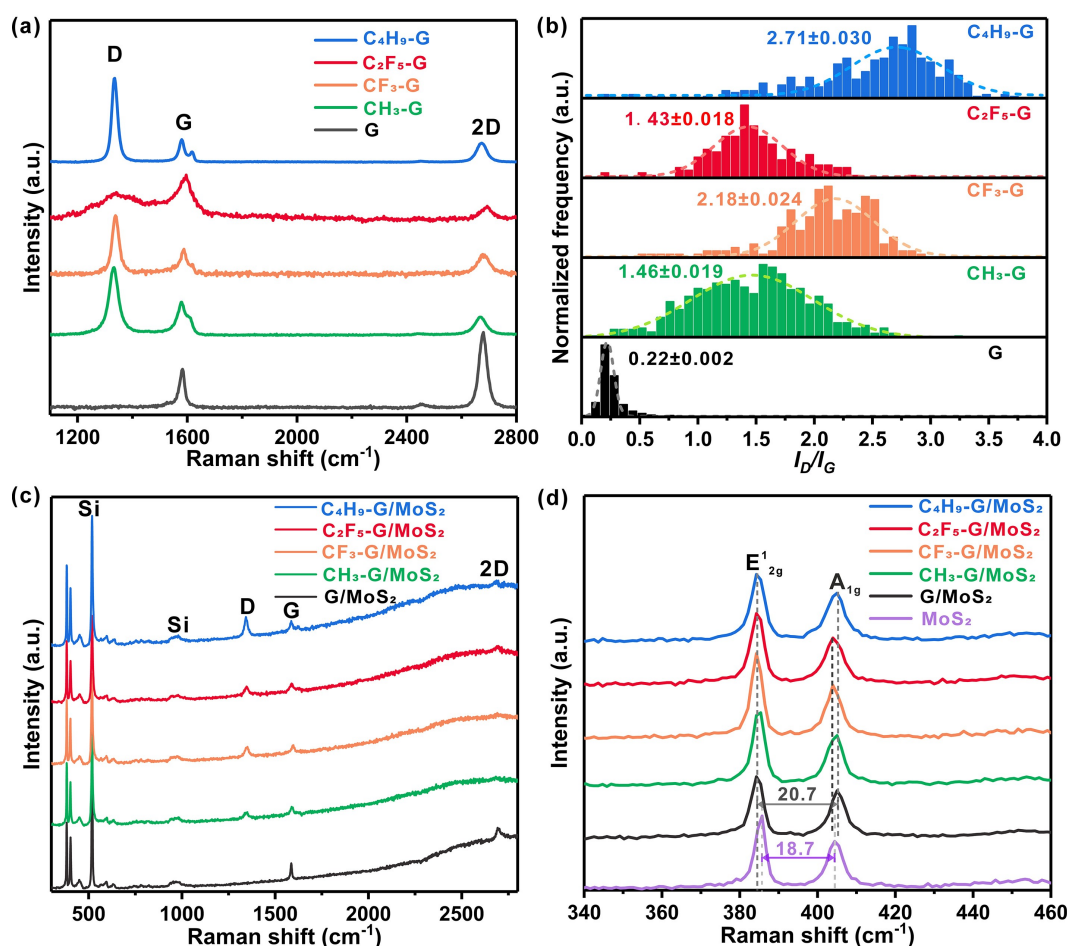 (a)
C₄H₉-G
C₂F₅-G
CF₃-G
CH₃-G
G
D
G
2D
Intensity (a.u.)
1200 1600 2000 2400 2800
Raman shift (cm⁻¹)
(b)
C₄H₉-G
2.71±0.030
C₂F₅-G
1.43±0.018
CF₃-G
2.18±0.024
CH₃-G
1.46±0.019
G
0.22±0.002
Normalized frequency (a.u.)
0.0 0.5 1.0 1.5 2.0 2.5 3.0 3.5 4.0
I_D/I_G
(c)
C₄H₉-G/MoS₂
C₂F₅-G/MoS₂
CF₃-G/MoS₂
CH₃-G/MoS₂
G/MoS₂
Si
Si
D
G
2D
Intensity (a.u.)
500 1000 1500 2000 2500
Raman shift (cm⁻¹)
(d)
C₄H₉-G/MoS₂
C₂F₅-G/MoS₂
CF₃-G/MoS₂
CH₃-G/MoS₂
G/MoS₂
MoS₂
E¹₂g
A₁g
20.7
18.7
Intensity (a.u.)
340 360 380 400 420 440 460
Raman shift (cm⁻¹)